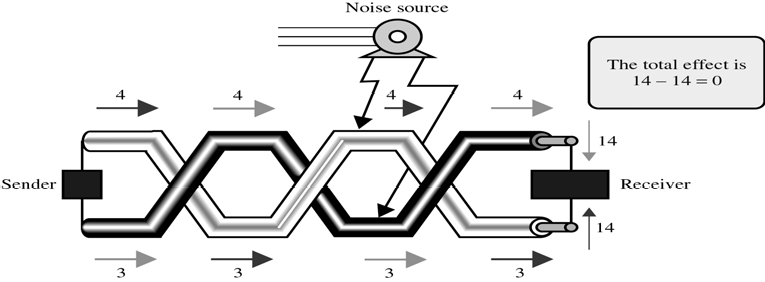 Noise source
The total effect is
14 – 14 = 0
4
4
4
4
14
Sender
Receiver
14
3
3
3
3